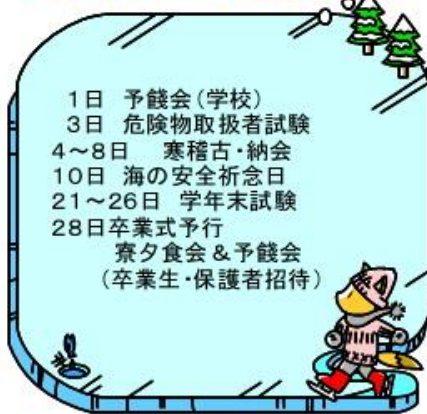 1日 予餞会(学校)
3日 危険物取扱者試験
4～8日 寒稽古・納会
10日 海の安全祈念日
21～26日 学年末試験
28日卒業式予行
寮夕食会＆予餞会
(卒業生・保護者招待)